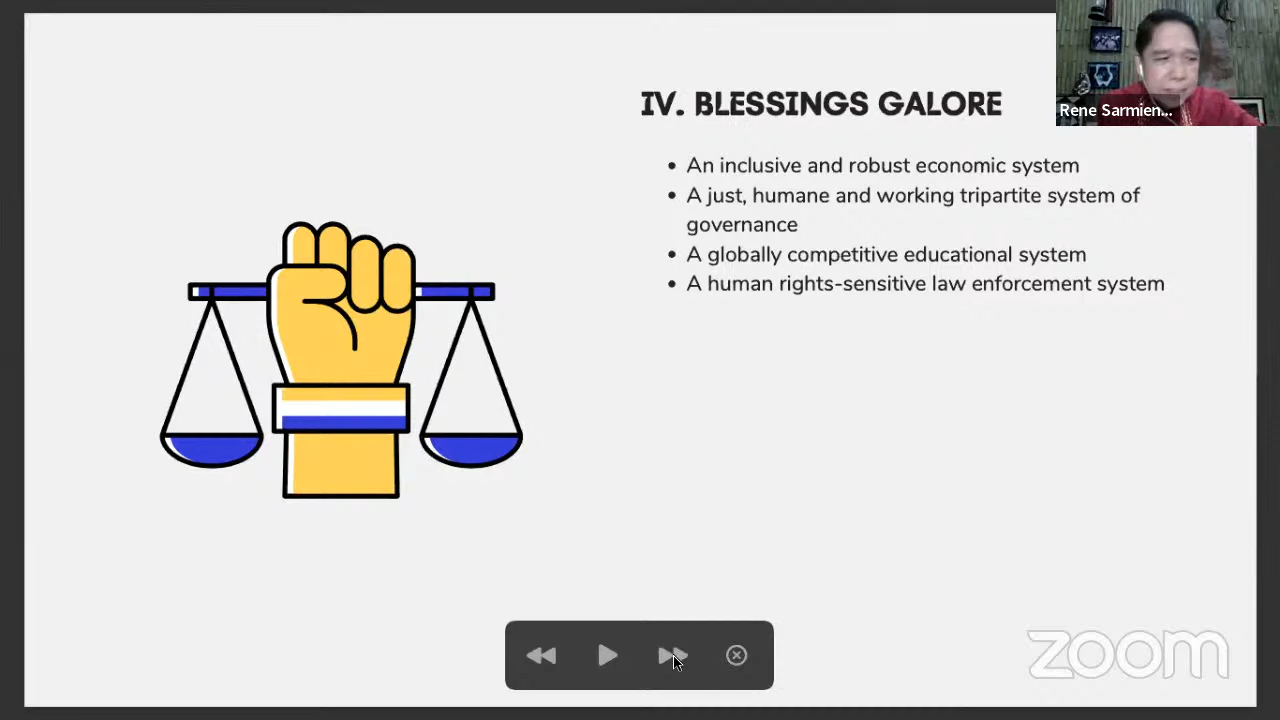 IV. BLESSINGS GALORE
Rene Sarmien...
• An inclusive and robust economic system
• A just, humane and working tripartite system of
governance
• A globally competitive educational system
• A human rights-sensitive law enforcement system
zoom